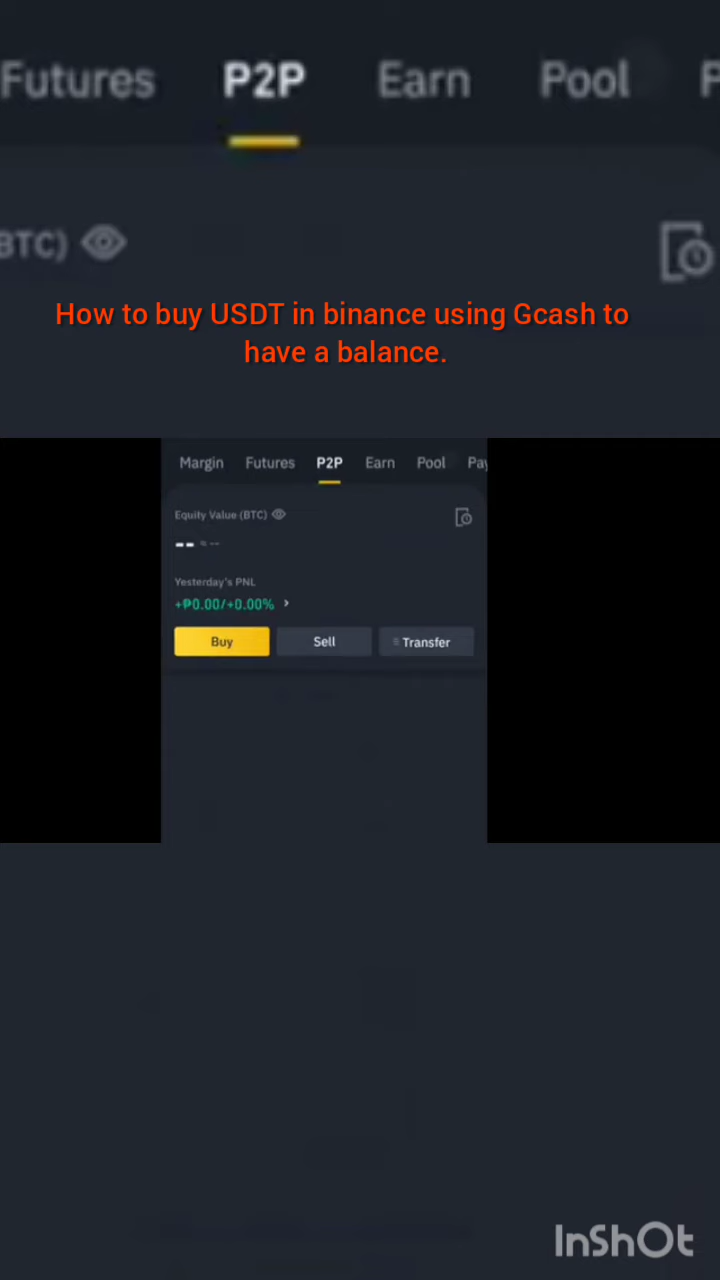 Futures P2P Earn Pool P
BTC)
How to buy USDT in binance using Gcash to
have a balance.
Margin Futures P2P Earn Pool Pay
Equity Value (BTC)
-- ≈ --
Yesterday's PNL
+₱0.00/+0.00% >
Buy Sell Transfer
InShOt